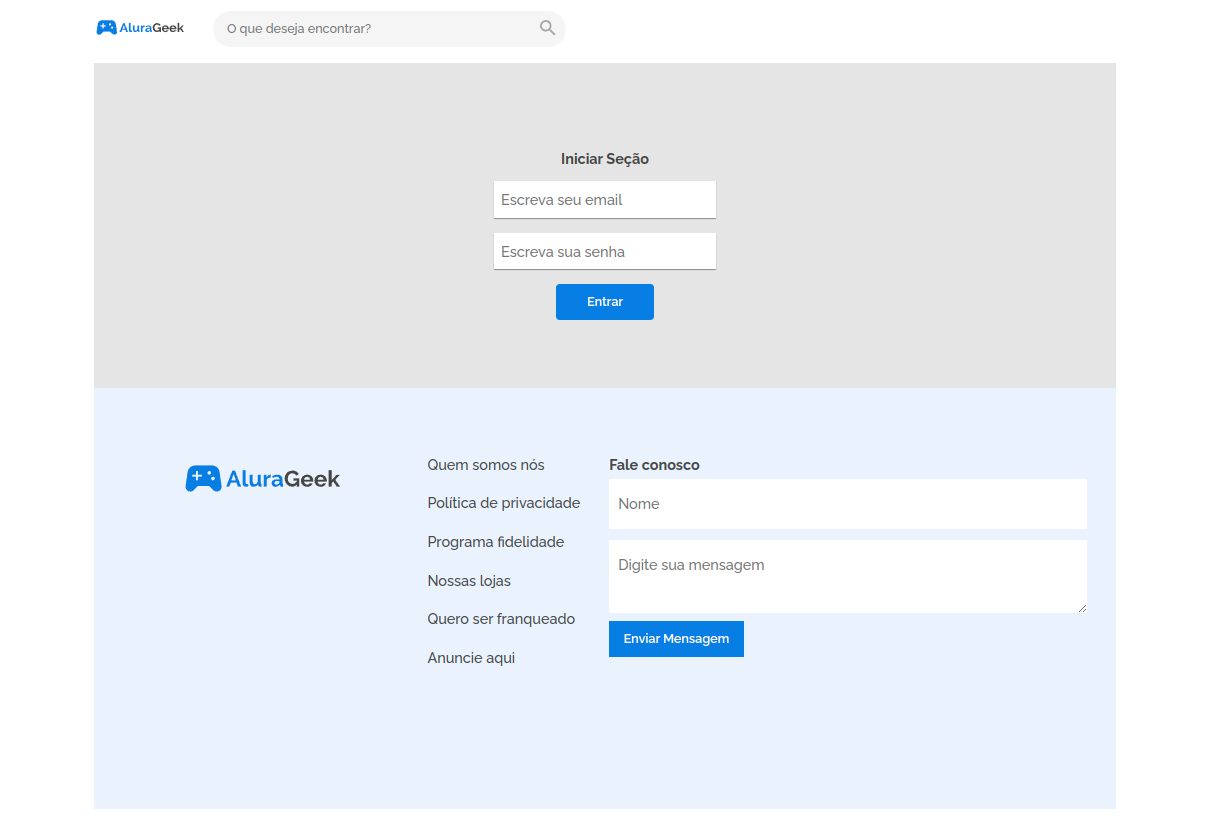 AluraGeek
O que deseja encontrar?
Iniciar Seção
Escreva seu email
Escreva sua senha
Entrar
AluraGeek
Quem somos nós
Política de privacidade
Programa fidelidade
Nossas lojas
Quero ser franqueado
Anuncie aqui
Fale conosco
Nome
Digite sua mensagem
Enviar Mensagem